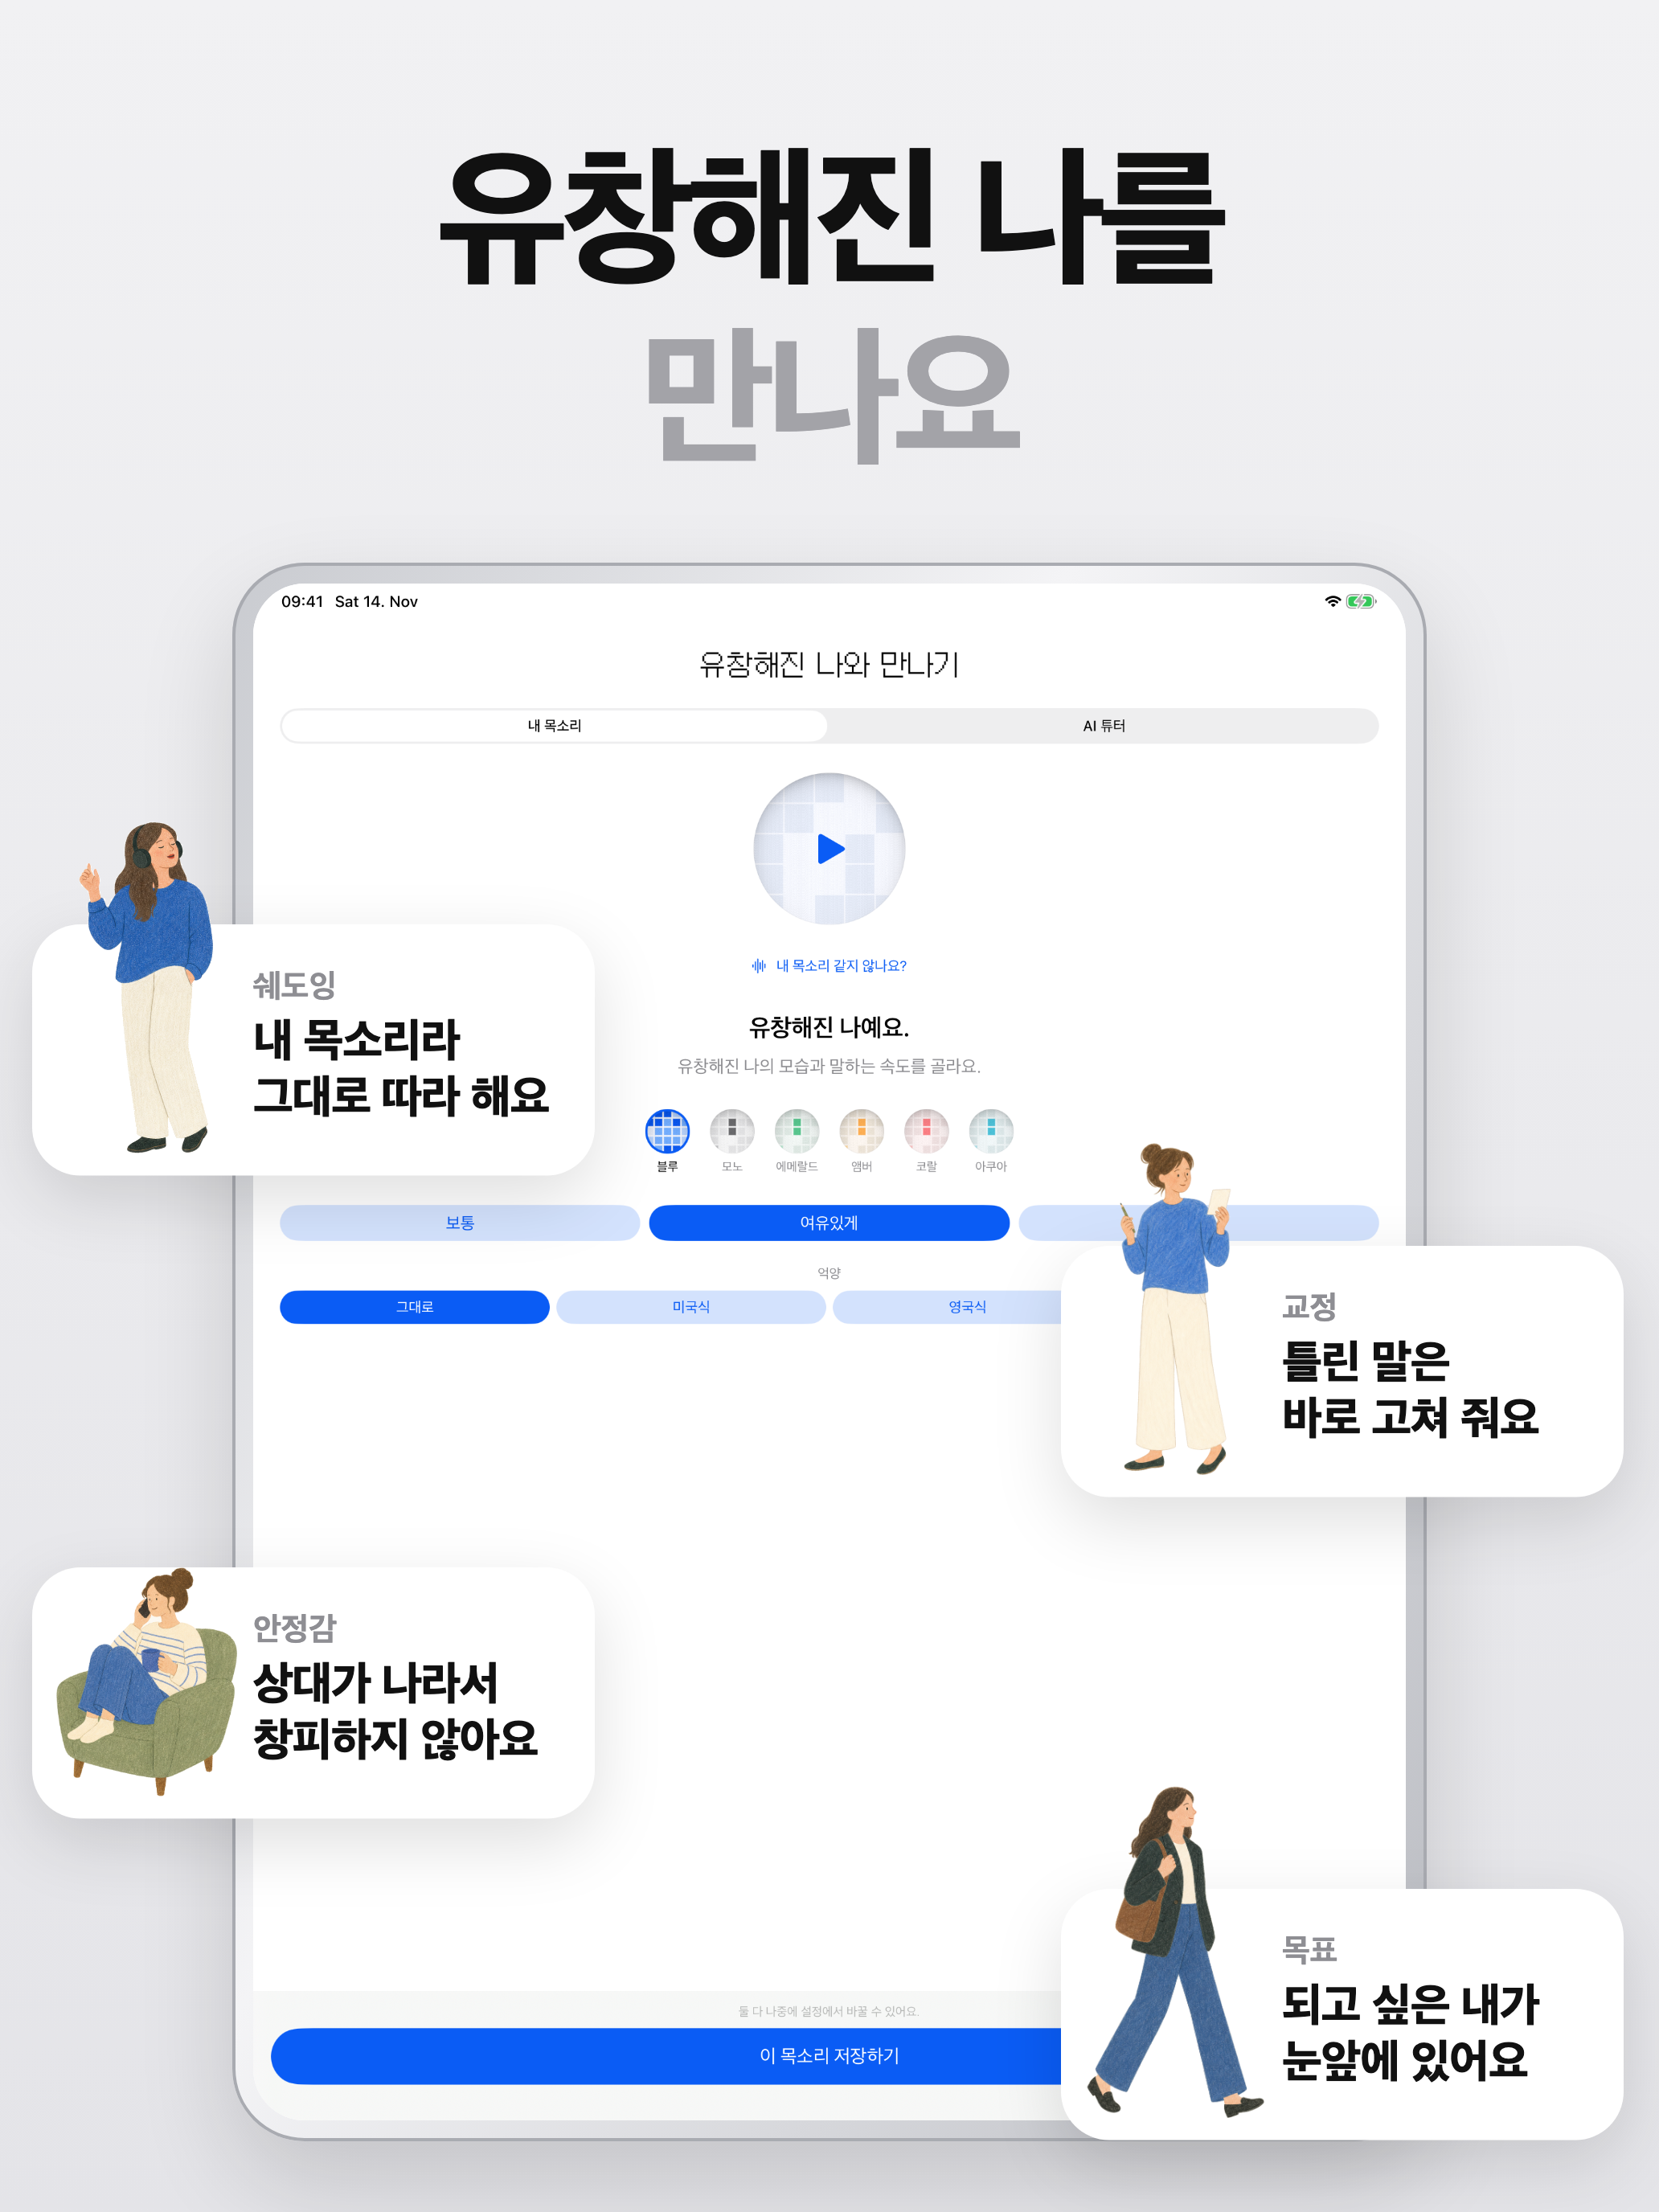 유창해진 나를
만나요
09:41 Sat 14. Nov
유창해진 나와 만나기
내 목소리
AI 튜터
내 목소리 같지 않나요?
유창해진 나예요.
유창해진 나의 모습과 말하는 속도를 골라요.
블루
모노
에메랄드
앰버
코랄
아쿠아
보통
여유있게
억양
그대로
미국식
영국식
쉐도잉
내 목소리라
그대로 따라 해요
교정
틀린 말은
바로 고쳐 줘요
안정감
상대가 나라서
창피하지 않아요
목표
되고 싶은 내가
눈앞에 있어요
둘 다 나중에 설정에서 바꿀 수 있어요.
이 목소리 저장하기